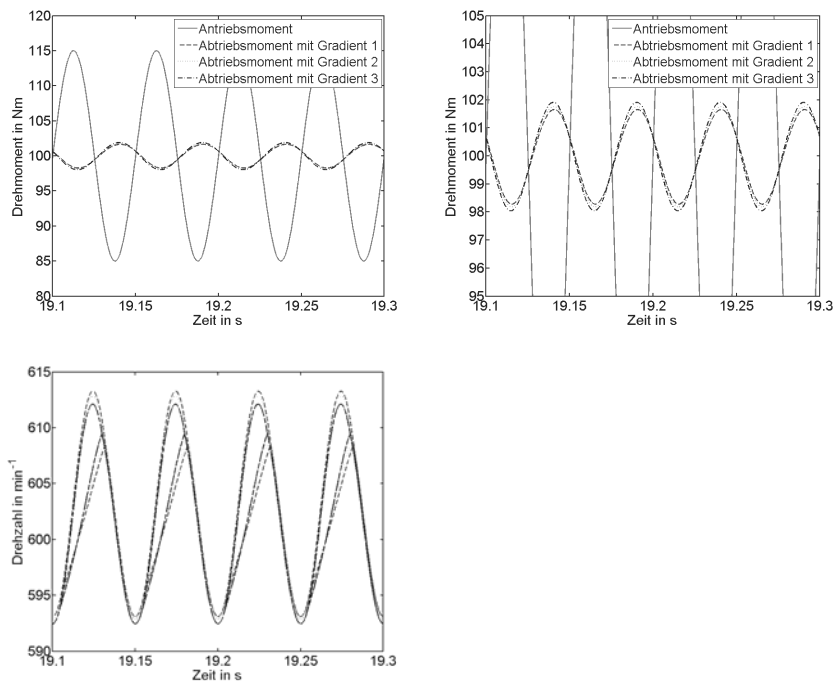 120
115
110
105
100
95
90
85
80
Drehmoment in Nm
Antriebsmoment
Abtriebsmoment mit Gradient 1
Abtriebsmoment mit Gradient 2
Abtriebsmoment mit Gradient 3
19.1
19.15
19.2
19.25
19.3
Zeit in s
105
104
103
102
101
100
99
98
97
96
95
Drehmoment in Nm
Antriebsmoment
Abtriebsmoment mit Gradient 1
Abtriebsmoment mit Gradient 2
Abtriebsmoment mit Gradient 3
19.1
19.15
19.2
19.25
19.3
Zeit in s
615
610
605
600
595
590
Drehzahl in min⁻¹
19.1
19.15
19.2
19.25
19.3
Zeit in s